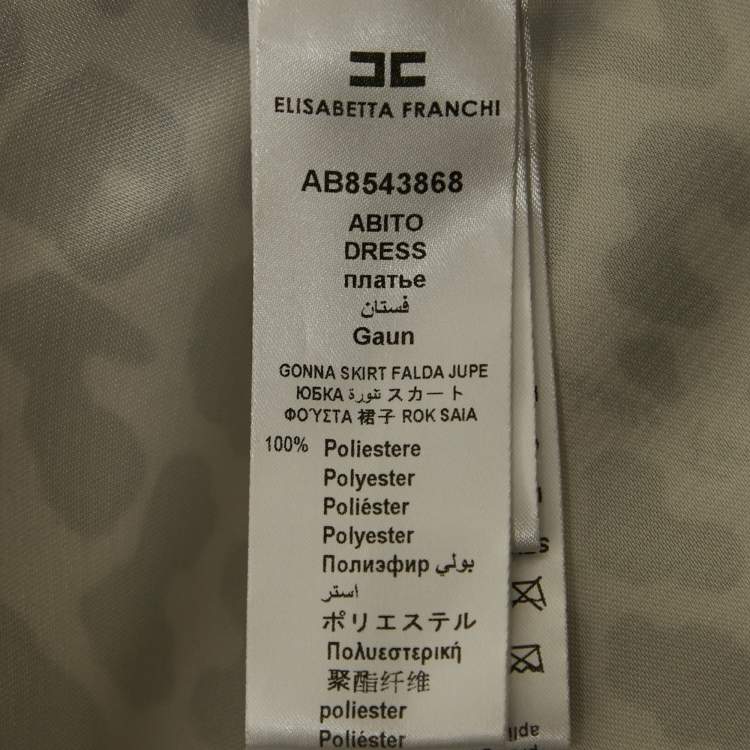 ELISABETTA FRANCHI
AB8543868
ABITO
DRESS
платье
فستان
Gaun
GONNA SKIRT FALDA JUPE
ЮБКА تنورة スカート
ΦΟΎΣΤΑ 裙子 ROK SAIA
100% Poliestere
Polyester
Poliéster
Polyester
Полиэфир بولي
استر
ポリエステル
Πολυεστερική
聚酯纤维
poliester
Poliéster